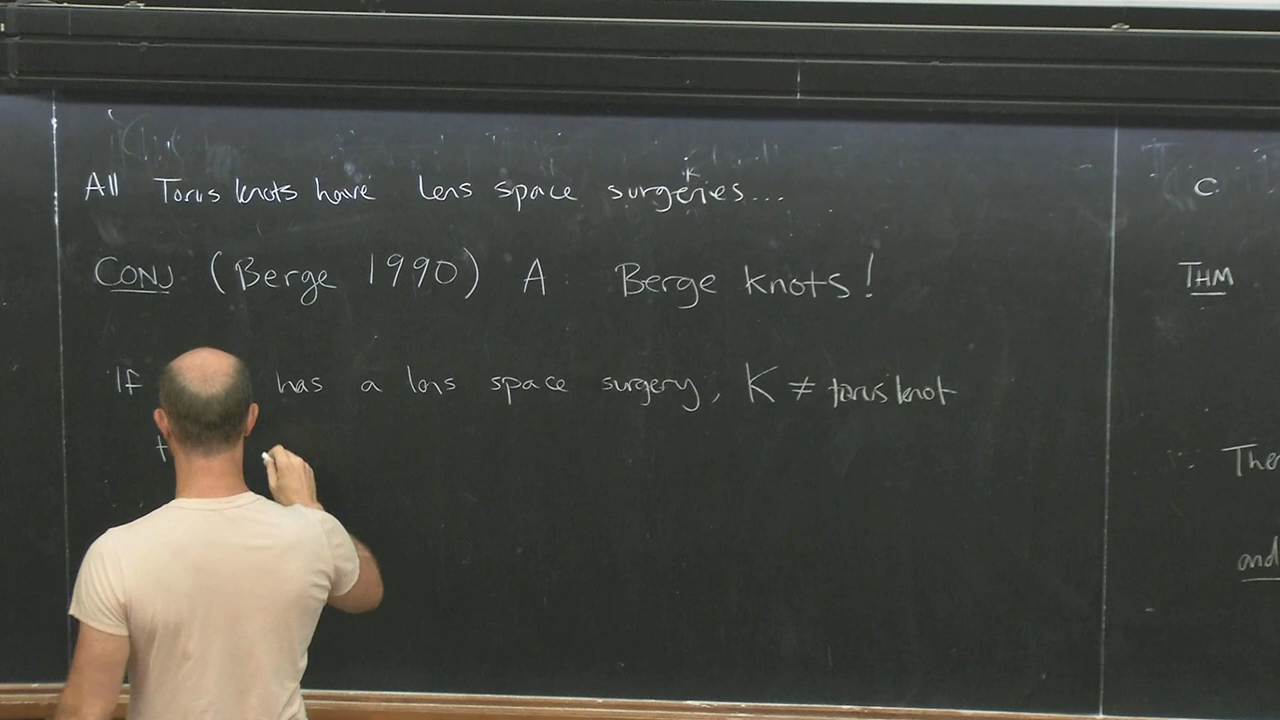 All Torus knots have lens space surgeries...
CONJ (Berge 1990) A Berge knots!
If has a lens space surgery, K ≠ torus knot
t
C
THM
The
and